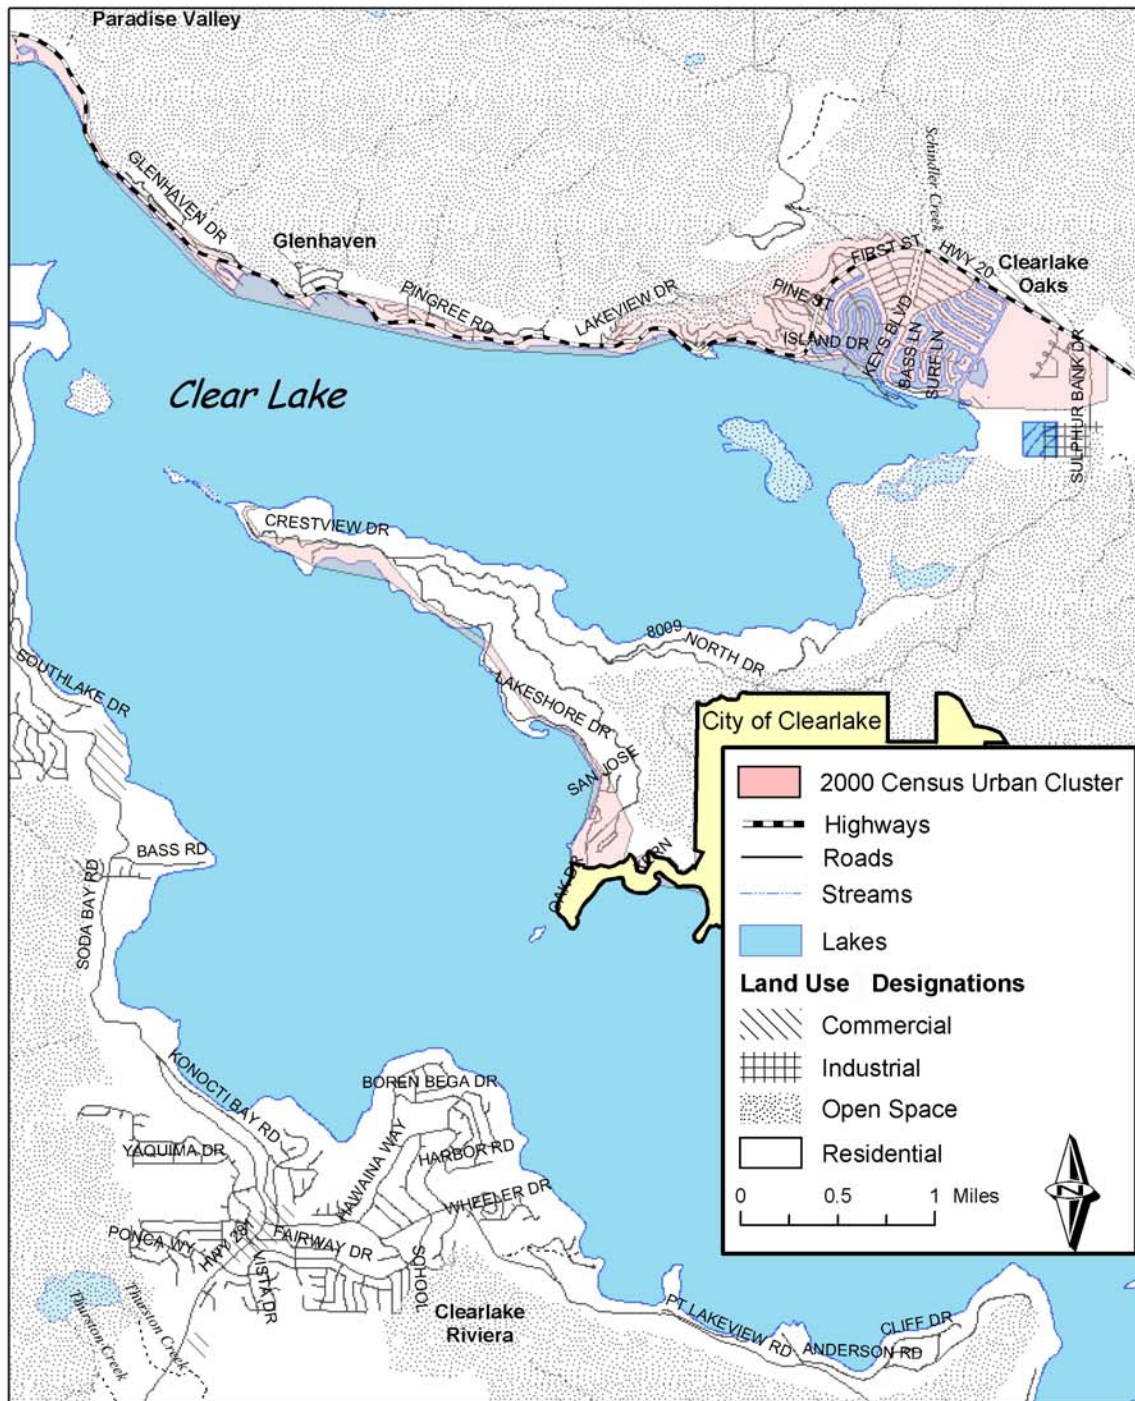 Paradise Valley
GLENHAVEN DR
Glenhaven
PINGREE RD
LAKEVIEW DR
PINE ST
FIRST ST
HWY 20
Schindler Creek
Clearlake
Oaks
ISLAND DR
KEYS BLVD
BASS LN
SURF LN
SULPHUR BANK DR
Clear Lake
CRESTVIEW DR
8009
NORTH DR
LAKESHORE DR
SAN JOSE
SOUTHLAKE DR
BASS RD
SODA BAY RD
OAK DR
City of Clearlake
2000 Census Urban Cluster
Highways
Roads
Streams
Lakes
Land Use Designations
Commercial
Industrial
Open Space
Residential
0 0.5 1 Miles
N
KONOCTI BAY RD
BOREN BEGA DR
YAQUIMA DR
HAWAINA WAY
HARBOR RD
WHEELER DR
PONCA WY
HWY 281
FAIRWAY DR
VISTA DR
SCHOOL
Clearlake
Riviera
Thurston Creek
Thurston Creek
PT LAKEVIEW RD
ANDERSON RD
CLIFF DR